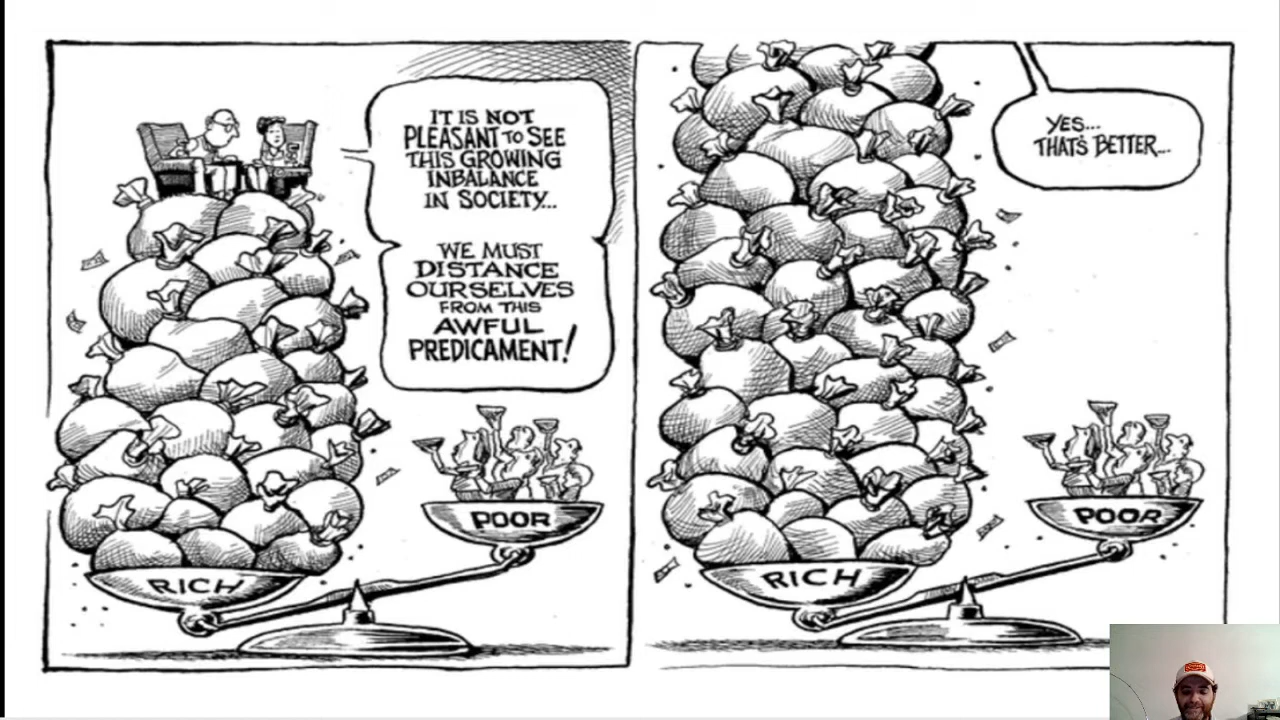 IT IS NOT
PLEASANT TO SEE
THIS GROWING
INBALANCE
IN SOCIETY...
WE MUST
DISTANCE
OURSELVES
FROM THIS
AWFUL
PREDICAMENT!
POOR
RICH
YES...
THAT'S BETTER...
POOR
RICH